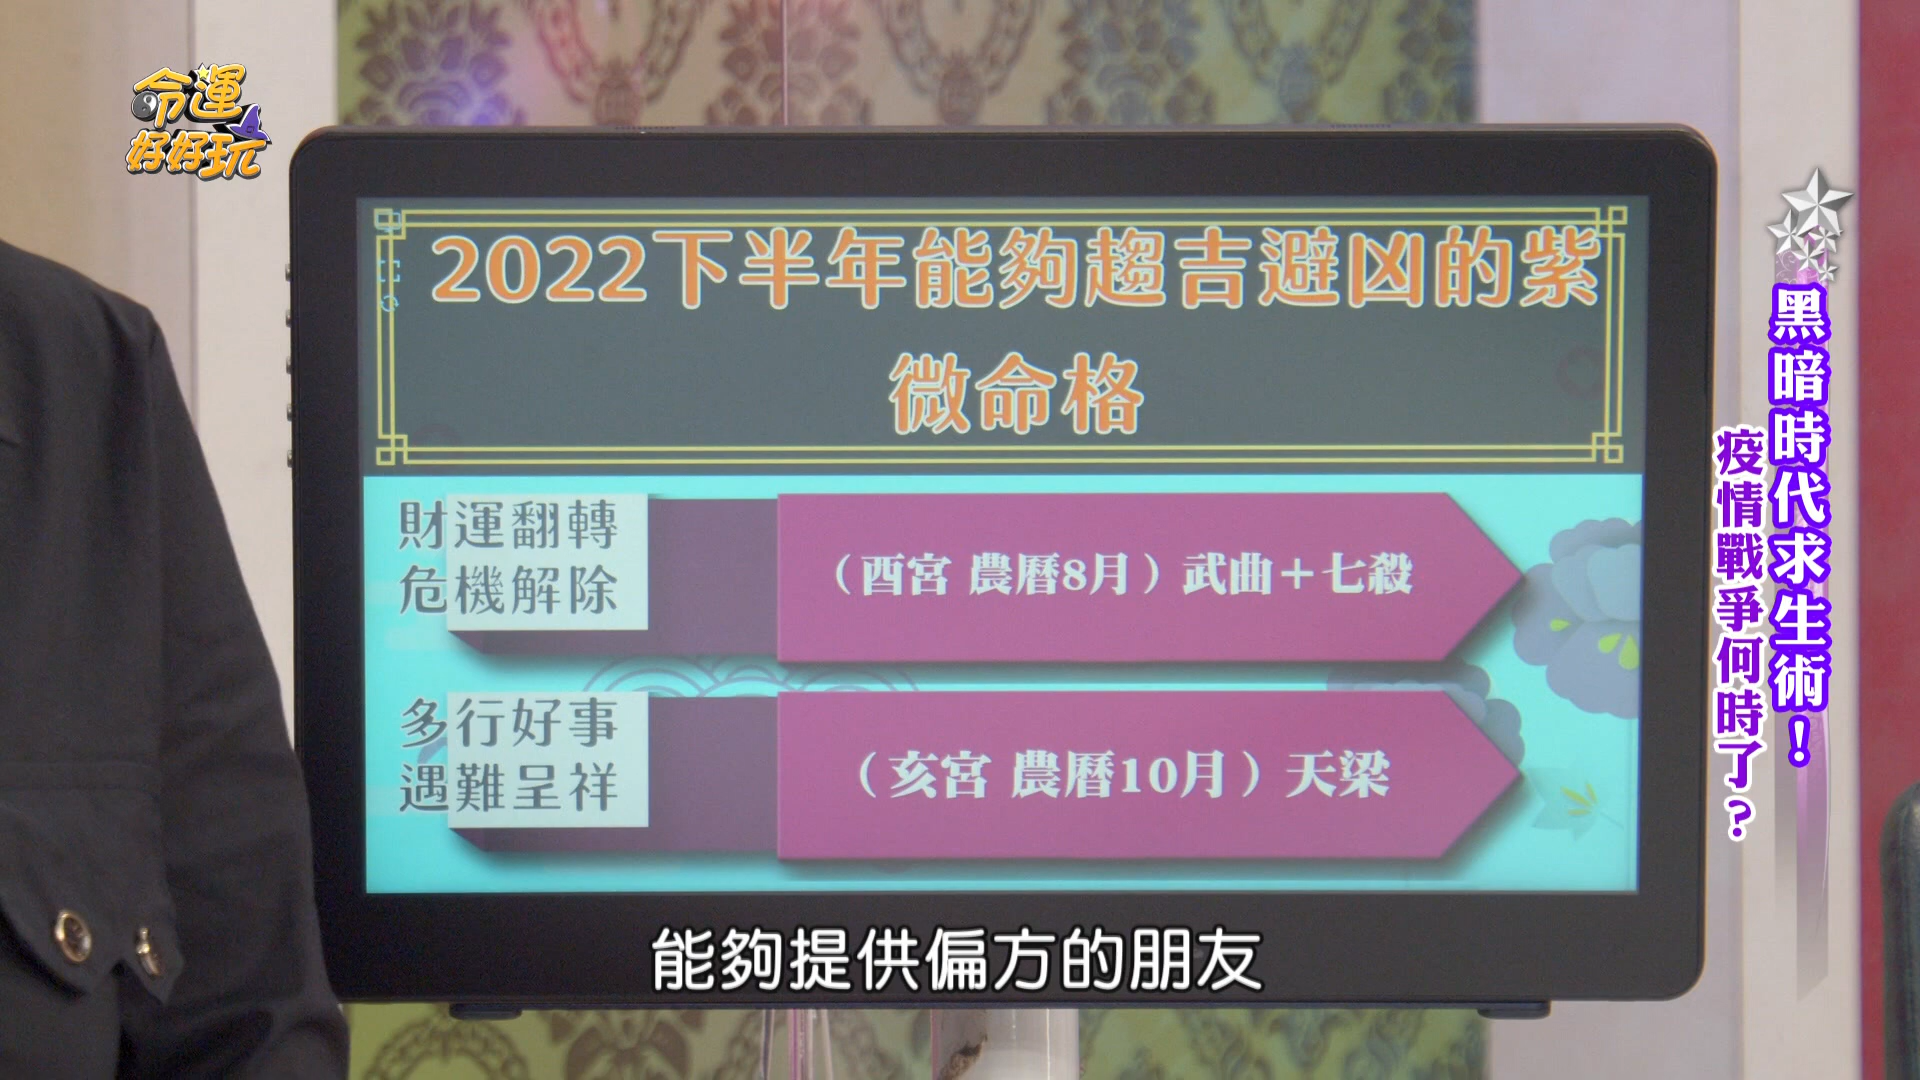 命運
好好玩
2022下半年能夠趨吉避凶的紫
微命格
財運翻轉
危機解除
（酉宮 農曆8月）武曲＋七殺
多行好事
遇難呈祥
（亥宮 農曆10月）天梁
黑暗時代求生術！
疫情戰爭何時了？
能夠提供偏方的朋友